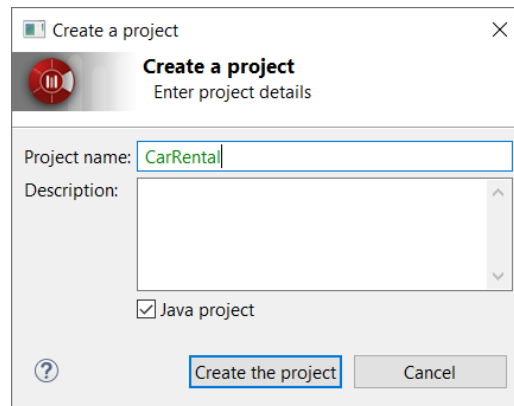 Create a project
Create a project
Enter project details
Project name: CarRental
Description:
Java project
? Create the project Cancel